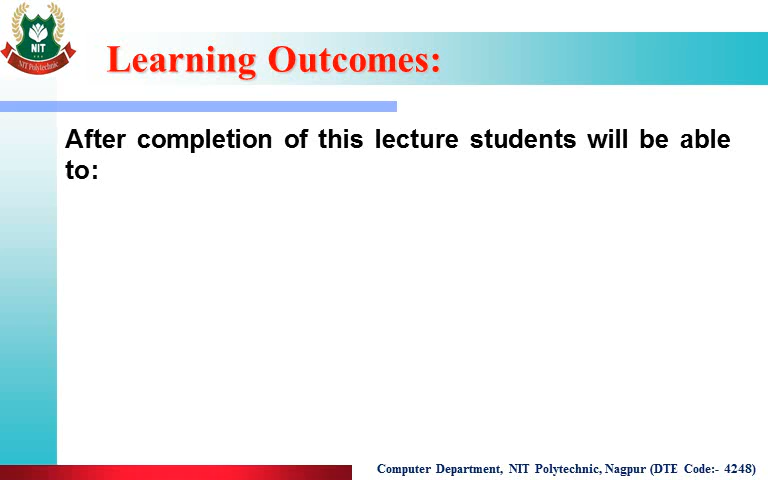 NIT
NIT Polytechnic
Learning Outcomes:
After completion of this lecture students will be able
to:
Computer Department, NIT Polytechnic, Nagpur (DTE Code:- 4248)